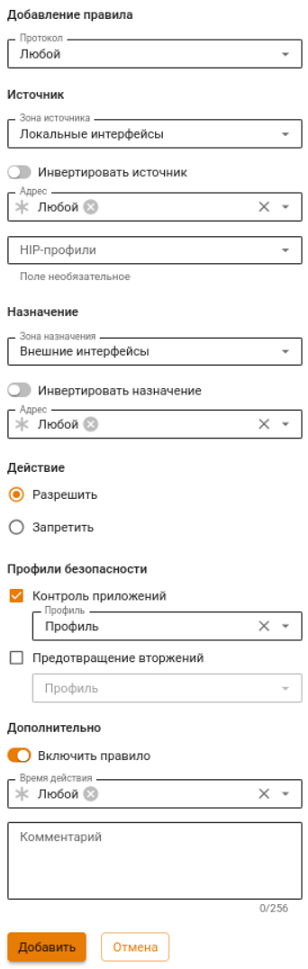 Добавление правила
Протокол
Любой
Источник
Зона источника
Локальные интерфейсы
Инвертировать источник
Адрес
Любой
HIP-профили
Поле необязательное
Назначение
Зона назначения
Внешние интерфейсы
Инвертировать назначение
Адрес
Любой
Действие
Разрешить
Запретить
Профили безопасности
Контроль приложений
Профиль
Профиль
Предотвращение вторжений
Профиль
Дополнительно
Включить правило
Время действия
Любой
Комментарий
0/256
Добавить Отмена